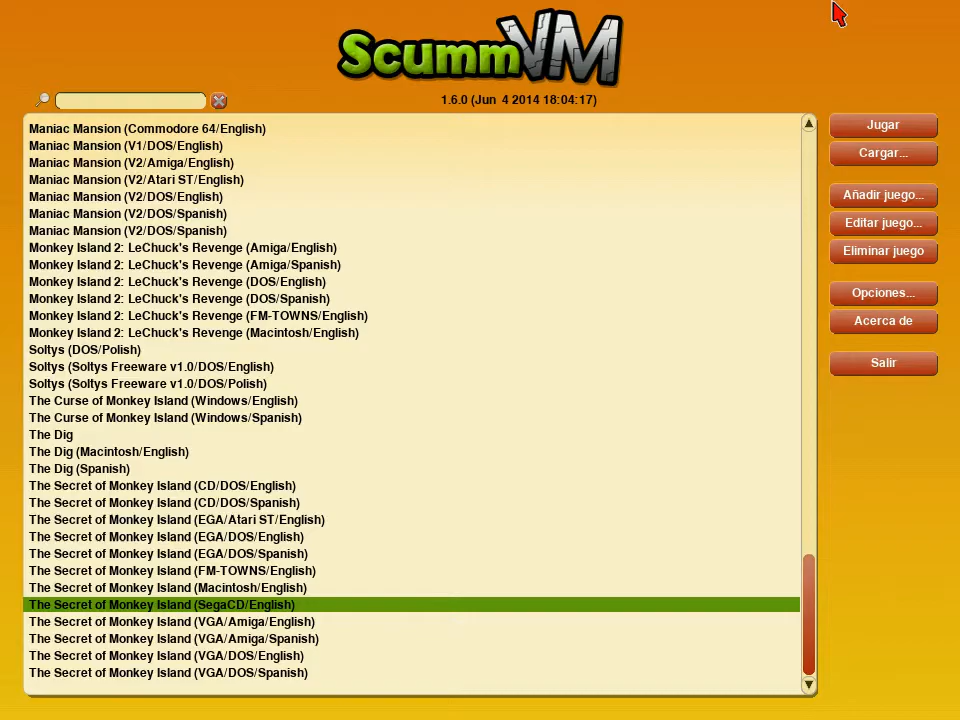 ScummVM
1.6.0 (Jun 4 2014 18:04:17)
Maniac Mansion (Commodore 64/English)
Maniac Mansion (V1/DOS/English)
Maniac Mansion (V2/Amiga/English)
Maniac Mansion (V2/Atari ST/English)
Maniac Mansion (V2/DOS/English)
Maniac Mansion (V2/DOS/Spanish)
Maniac Mansion (V2/DOS/Spanish)
Monkey Island 2: LeChuck's Revenge (Amiga/English)
Monkey Island 2: LeChuck's Revenge (Amiga/Spanish)
Monkey Island 2: LeChuck's Revenge (DOS/English)
Monkey Island 2: LeChuck's Revenge (DOS/Spanish)
Monkey Island 2: LeChuck's Revenge (FM-TOWNS/English)
Monkey Island 2: LeChuck's Revenge (Macintosh/English)
Soltys (DOS/Polish)
Soltys (Soltys Freeware v1.0/DOS/English)
Soltys (Soltys Freeware v1.0/DOS/Polish)
The Curse of Monkey Island (Windows/English)
The Curse of Monkey Island (Windows/Spanish)
The Dig
The Dig (Macintosh/English)
The Dig (Spanish)
The Secret of Monkey Island (CD/DOS/English)
The Secret of Monkey Island (CD/DOS/Spanish)
The Secret of Monkey Island (EGA/Atari ST/English)
The Secret of Monkey Island (EGA/DOS/English)
The Secret of Monkey Island (EGA/DOS/Spanish)
The Secret of Monkey Island (FM-TOWNS/English)
The Secret of Monkey Island (Macintosh/English)
The Secret of Monkey Island (SegaCD/English)
The Secret of Monkey Island (VGA/Amiga/English)
The Secret of Monkey Island (VGA/Amiga/Spanish)
The Secret of Monkey Island (VGA/DOS/English)
The Secret of Monkey Island (VGA/DOS/Spanish)
Jugar
Cargar...
Añadir juego...
Editar juego...
Eliminar juego
Opciones...
Acerca de
Salir